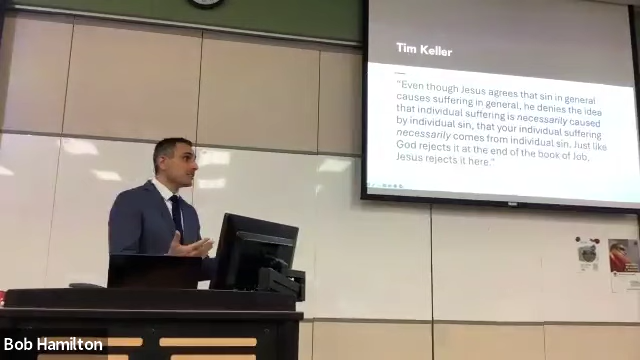 Tim Keller
"Even though Jesus agrees that sin in general
causes suffering in general, he denies the idea
that individual suffering is necessarily caused
by individual sin, that your individual suffering
necessarily comes from individual sin. Just like
God rejects it at the end of the book of Job,
Jesus rejects it here."
Bob Hamilton